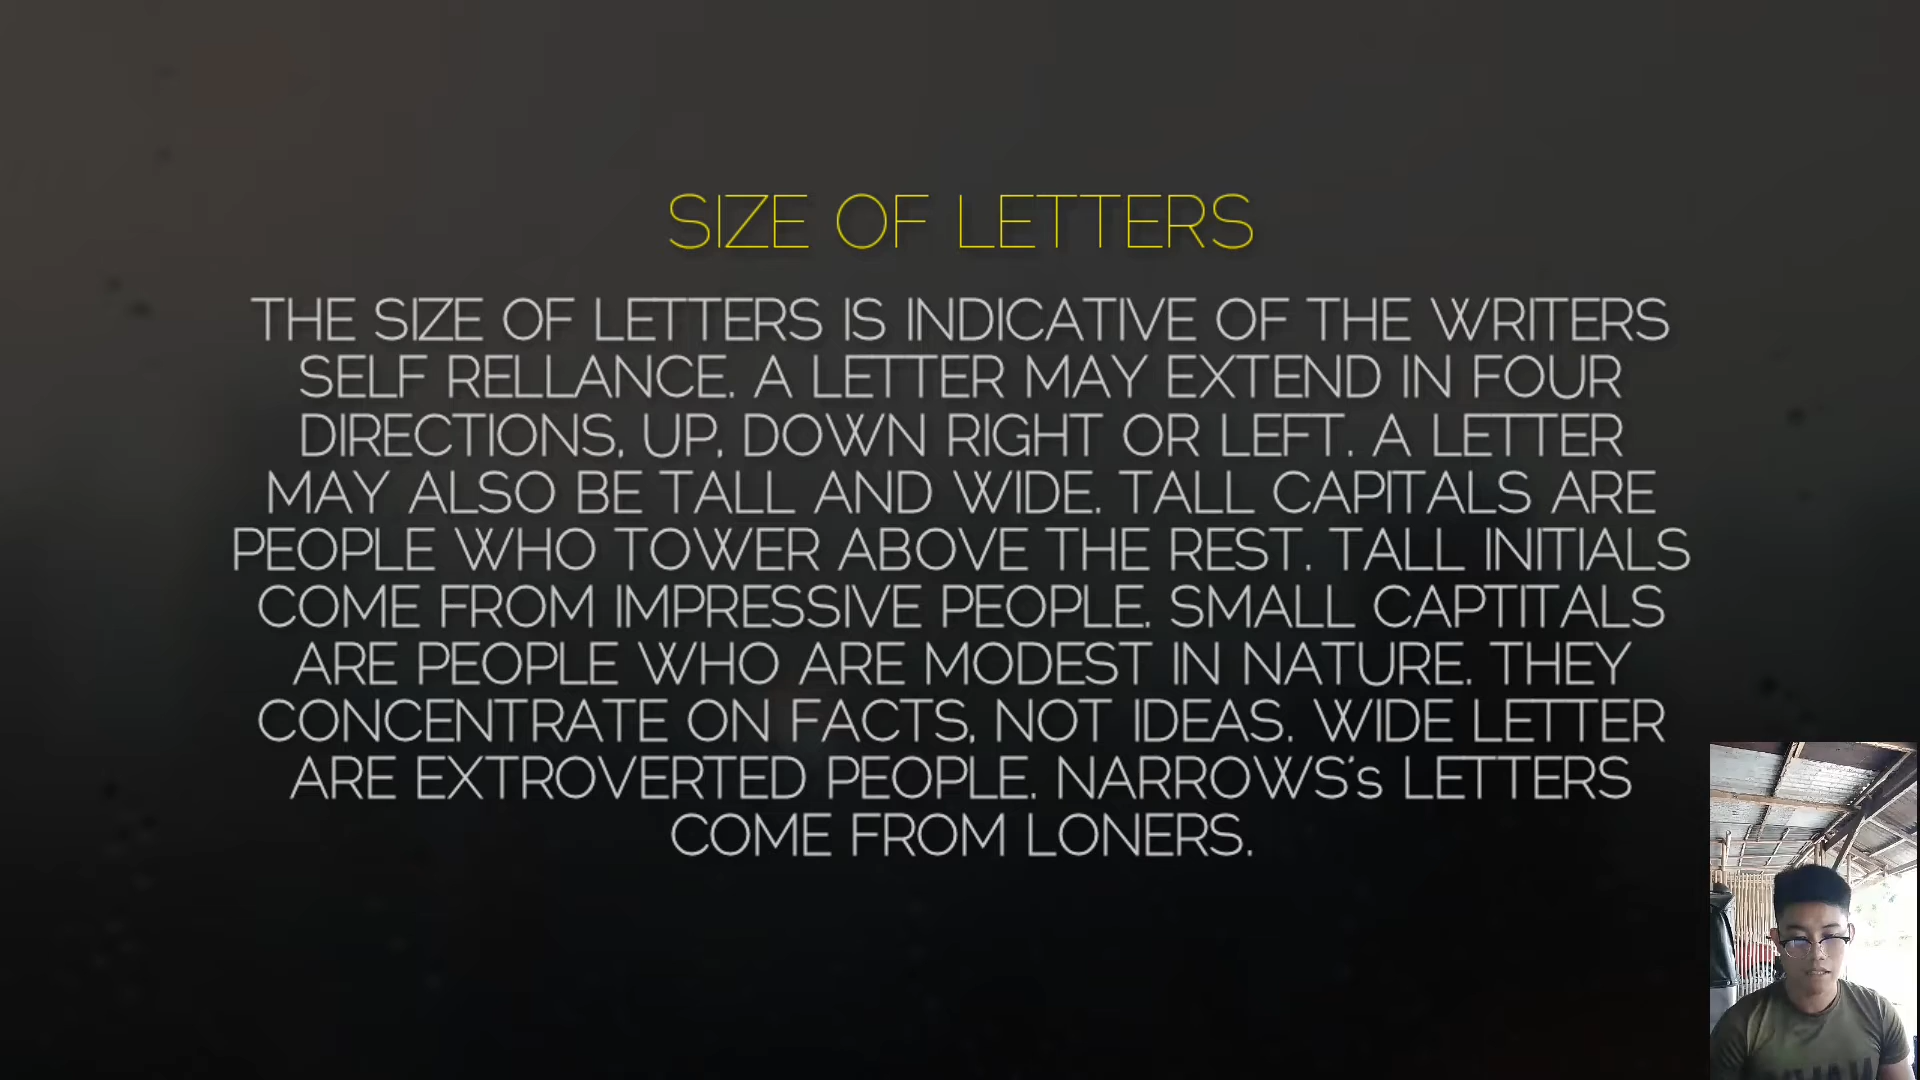 SIZE OF LETTERS
THE SIZE OF LETTERS IS INDICATIVE OF THE WRITERS
SELF RELLANCE. A LETTER MAY EXTEND IN FOUR
DIRECTIONS, UP, DOWN RIGHT OR LEFT. A LETTER
MAY ALSO BE TALL AND WIDE. TALL CAPITALS ARE
PEOPLE WHO TOWER ABOVE THE REST. TALL INITIALS
COME FROM IMPRESSIVE PEOPLE. SMALL CAPTITALS
ARE PEOPLE WHO ARE MODEST IN NATURE. THEY
CONCENTRATE ON FACTS, NOT IDEAS. WIDE LETTER
ARE EXTROVERTED PEOPLE. NARROWS‘s LETTERS
COME FROM LONERS.